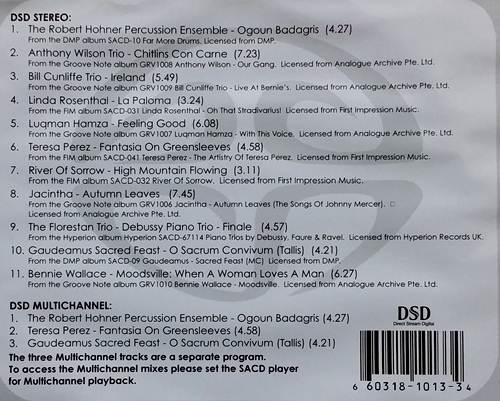 DSD STEREO:
1. The Robert Hohner Percussion Ensemble - Ogoun Badagris (4.27)
From the DMP album SACD-10 Far More Drums. Licensed from DMP.
2. Anthony Wilson Trio - Chitlins Con Carne (7.23)
From the Groove Note album GRV1008 Anthony Wilson - Our Gang. Licensed from Analogue Archive Pte. Ltd.
3. Bill Cunliffe Trio - Ireland (5.49)
From the Groove Note album GRV1009 Bill Cunliffe Trio - Live At Bernie's. Licensed from Analogue Archive Pte. Ltd.
4. Linda Rosenthal - La Paloma (3.24)
From the FIM album SACD-031 Linda Rosenthal - Oh That Stradivarius! Licensed from First Impression Music.
5. Luqman Hamza - Feeling Good (6.08)
From the Groove Note album GRV1007 Luqman Hamza - With This Voice. Licensed from Analogue Archive Pte. Ltd.
6. Teresa Perez - Fantasia On Greensleeves (4.58)
From the FIM album SACD-041 Teresa Perez - The Artistry Of Teresa Perez. Licensed from First Impression Music.
7. River Of Sorrow - High Mountain Flowing (3.11)
From the FIM album SACD-032 River Of Sorrow. Licensed from First Impression Music.
8. Jacintha - Autumn Leaves (7.45)
From the Groove Note album GRV1006 Jacintha - Autumn Leaves (The Songs Of Johnny Mercer).
Licensed from Analogue Archive Pte. Ltd.
9. The Florestan Trio - Debussy Piano Trio - Finale (4.57)
From the Hyperion album Hyperion SACD-67114 Piano Trios by Debussy, Faure & Ravel. Licensed from Hyperion Records UK.
10. Gaudeamus Sacred Feast - O Sacrum Convivum (Tallis) (4.21)
From the DMP album SACD-09 Gaudeamus - Sacred Feast (MC) Licensed from DMP.
11. Bennie Wallace - Moodsville: When A Woman Loves A Man (6.27)
From the Groove Note album GRV1010 Bennie Wallace - Moodsville. Licensed from Analogue Archive Pte. Ltd.
DSD MULTICHANNEL:
1. The Robert Hohner Percussion Ensemble - Ogoun Badagris (4.27)
2. Teresa Perez - Fantasia On Greensleeves (4.58)
3. Gaudeamus Sacred Feast - O Sacrum Convivum (Tallis) (4.21)
The three Multichannel tracks are a separate program.
To access the Multichannel mixes please set the SACD player
for Multichannel playback.
DSD
Direct Stream Digital
6 60318-1013-3 4